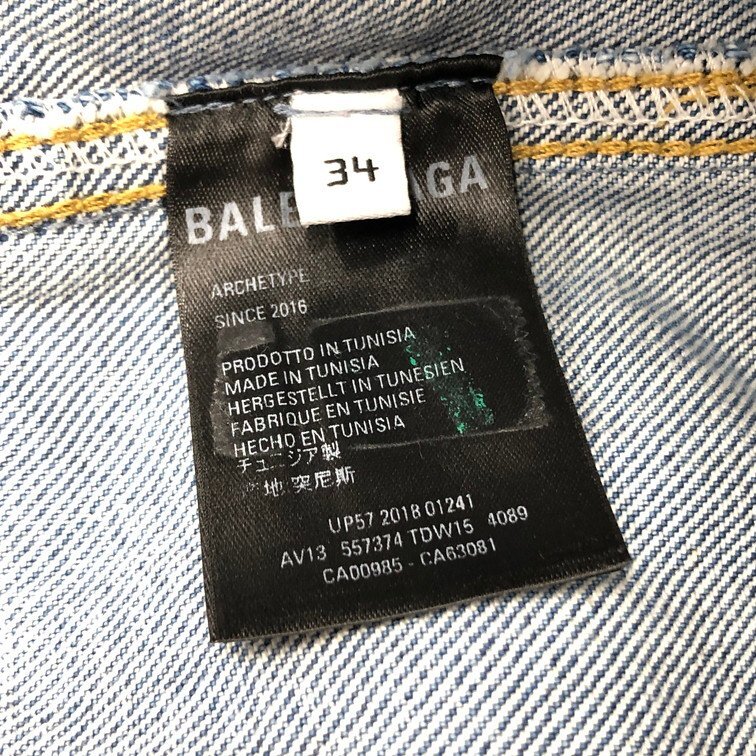 34
BALE AGA
ARCHETYPE
SINCE 2016
PRODOTTO IN TUNISIA
MADE IN TUNISIA
HERGESTELLT IN TUNESIEN
FABRIQUE EN TUNISIE
HECHO EN TUNISIA
チュニジア製
地 突尼斯
UP57 2018 01241
AV13 557374 TDW15 4089
CA00985 - CA63081